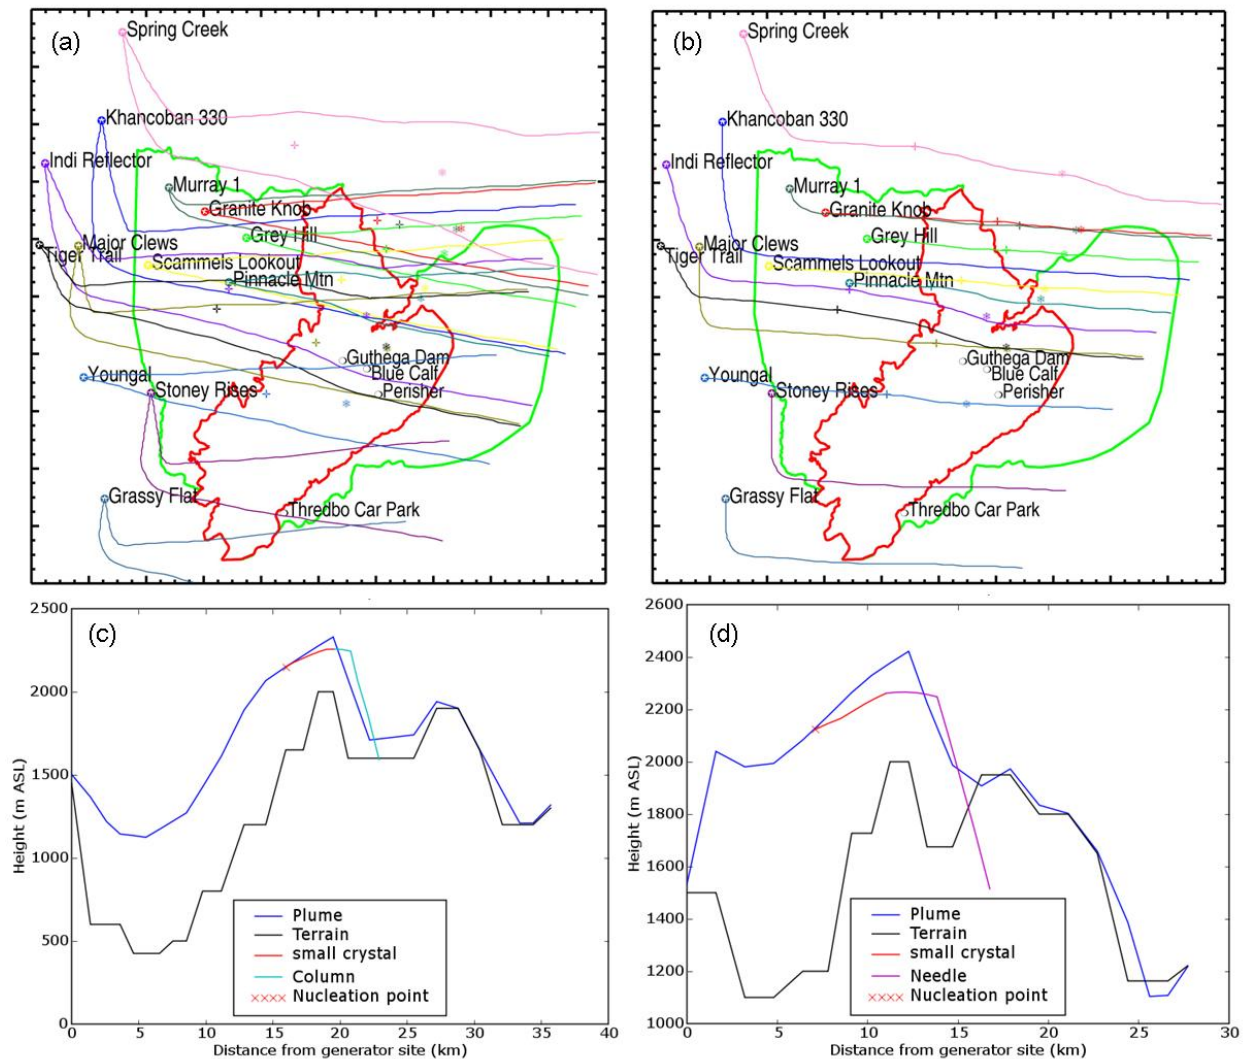 (a)
Spring Creek
Khancoban 330
Indi Reflector
Murray 1
Granite Knob
Grey Hill
Major Clews
Tiger Trail
Scammels Lookout
Pinnacle Mtn
Guthega Dam
Blue Calf
Youngal
Stoney Rises
Perisher
Grassy Flat
Thredbo Car Park
(b)
Spring Creek
Khancoban 330
Indi Reflector
Murray 1
Granite Knob
Grey Hill
Major Clews
Tiger Trail
Scammels Lookout
Pinnacle Mtn
Guthega Dam
Blue Calf
Youngal
Stoney Rises
Perisher
Grassy Flat
Thredbo Car Park
(c)
2500
2000
1500
1000
500
0
Height (m ASL)
Plume
Terrain
small crystal
Column
Nucleation point
0 5 10 15 20 25 30 35 40
Distance from generator site (km)
(d)
2600
2400
2200
2000
1800
1600
1400
1200
1000
Height (m ASL)
Plume
Terrain
small crystal
Needle
Nucleation point
0 5 10 15 20 25 30
Distance from generator site (km)